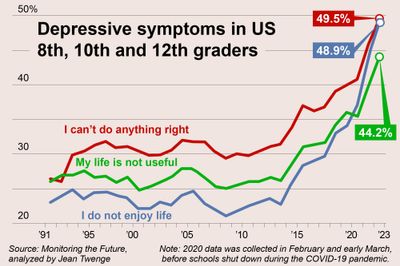 Depressive symptoms in US
8th, 10th and 12th graders
50%
40
30
20
49.5%
48.9%
44.2%
I can't do anything right
My life is not useful
I do not enjoy life
'91 '95 '00 '05 '10 '15 '20 '23
Source: Monitoring the Future,
analyzed by Jean Twenge
Note: 2020 data was collected in February and early March,
before schools shut down during the COVID-19 pandemic.